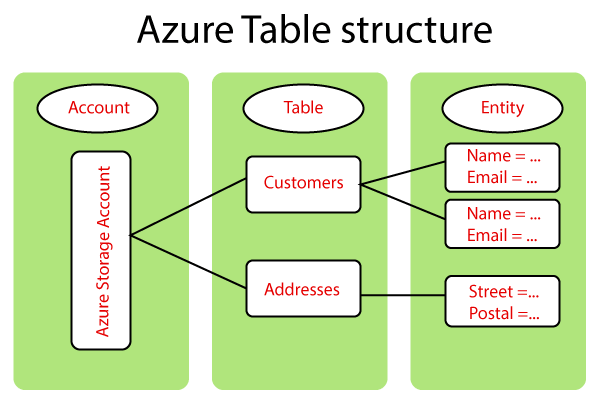 Azure Table structure
Account
Table
Entity
Azure Storage Account
Customers
Addresses
Name = ...
Email = ...
Name = ...
Email = ...
Street =...
Postal =...